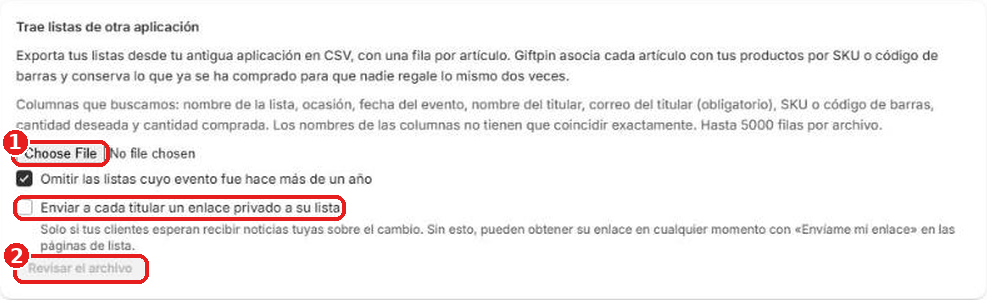 Trae listas de otra aplicación
Exporta tus listas desde tu antigua aplicación en CSV, con una fila por artículo. Giftpin asocia cada artículo con tus productos por SKU o código de
barras y conserva lo que ya se ha comprado para que nadie regale lo mismo dos veces.
Columnas que buscamos: nombre de la lista, ocasión, fecha del evento, nombre del titular, correo del titular (obligatorio), SKU o código de barras,
cantidad deseada y cantidad comprada. Los nombres de las columnas no tienen que coincidir exactamente. Hasta 5000 filas por archivo.
1
Choose File No file chosen
Omitir las listas cuyo evento fue hace más de un año
Enviar a cada titular un enlace privado a su lista
Solo si tus clientes esperan recibir noticias tuyas sobre el cambio. Sin esto, pueden obtener su enlace en cualquier momento con «Envíame mi enlace» en las
páginas de lista.
2
Revisar el archivo